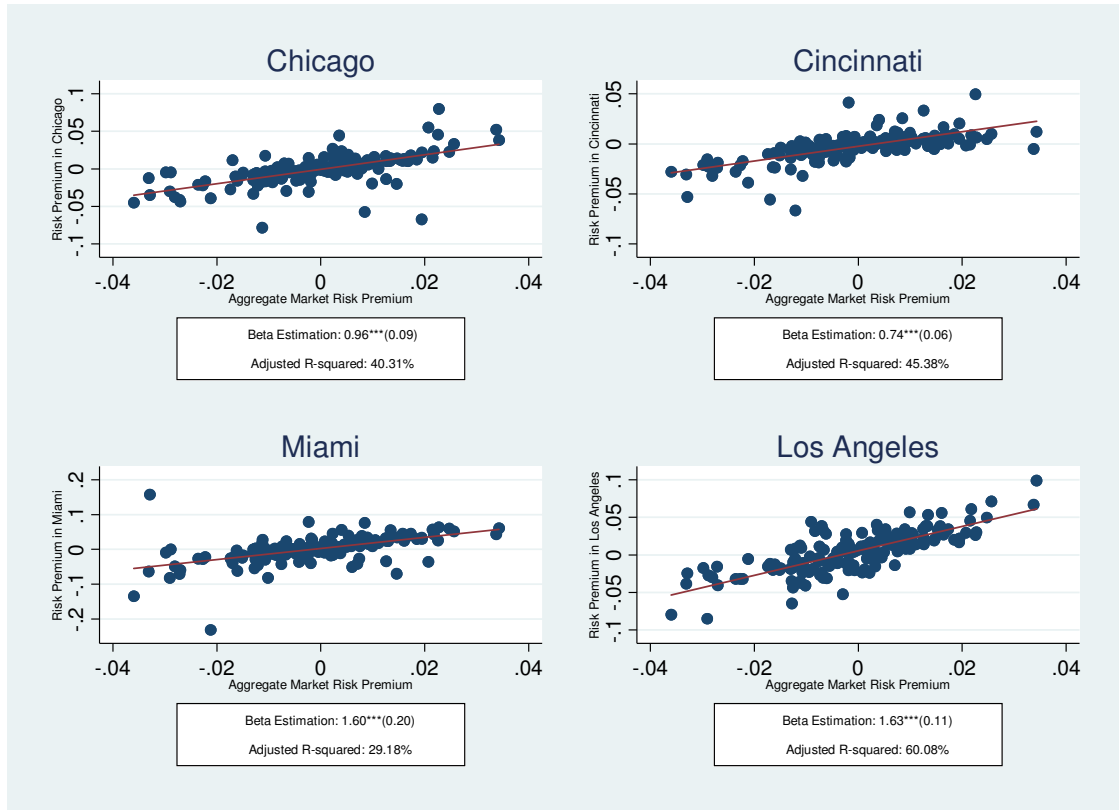 Chicago
Risk Premium in Chicago
.1
.05
0
-.05
-.1
-.04 -.02 0 .02 .04
Aggregate Market Risk Premium
Beta Estimation: 0.96***(0.09)
Adjusted R-squared: 40.31%
Cincinnati
Risk Premium in Cincinnati
.05
0
-.05
-.1
-.04 -.02 0 .02 .04
Aggregate Market Risk Premium
Beta Estimation: 0.74***(0.06)
Adjusted R-squared: 45.38%
Miami
Risk Premium in Miami
.2
.1
0
-.1
-.2
-.04 -.02 0 .02 .04
Aggregate Market Risk Premium
Beta Estimation: 1.60***(0.20)
Adjusted R-squared: 29.18%
Los Angeles
Risk Premium in Los Angeles
.1
.05
0
-.05
-.1
-.04 -.02 0 .02 .04
Aggregate Market Risk Premium
Beta Estimation: 1.63***(0.11)
Adjusted R-squared: 60.08%